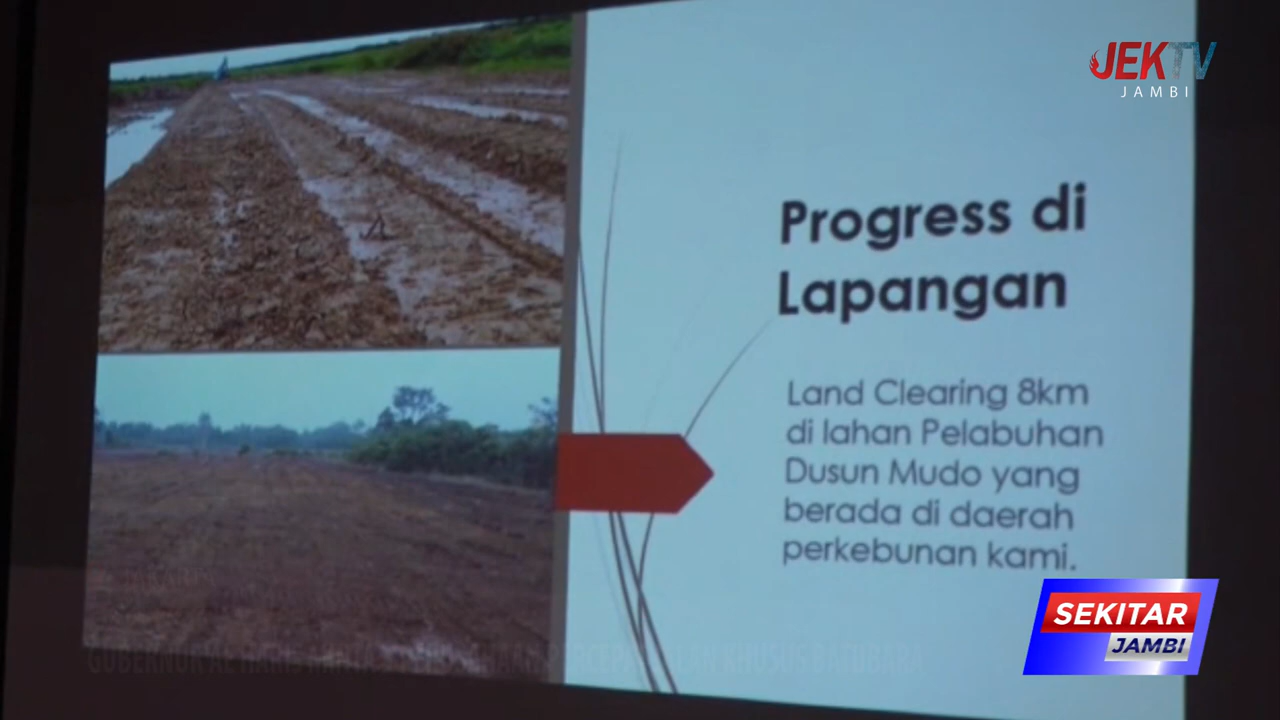 JEKTV
JAMBI
Progress di
Lapangan
Land Clearing 8km
di lahan Pelabuhan
Dusun Mudo yang
berada di daerah
perkebunan kami.
SEKITAR
JAMBI